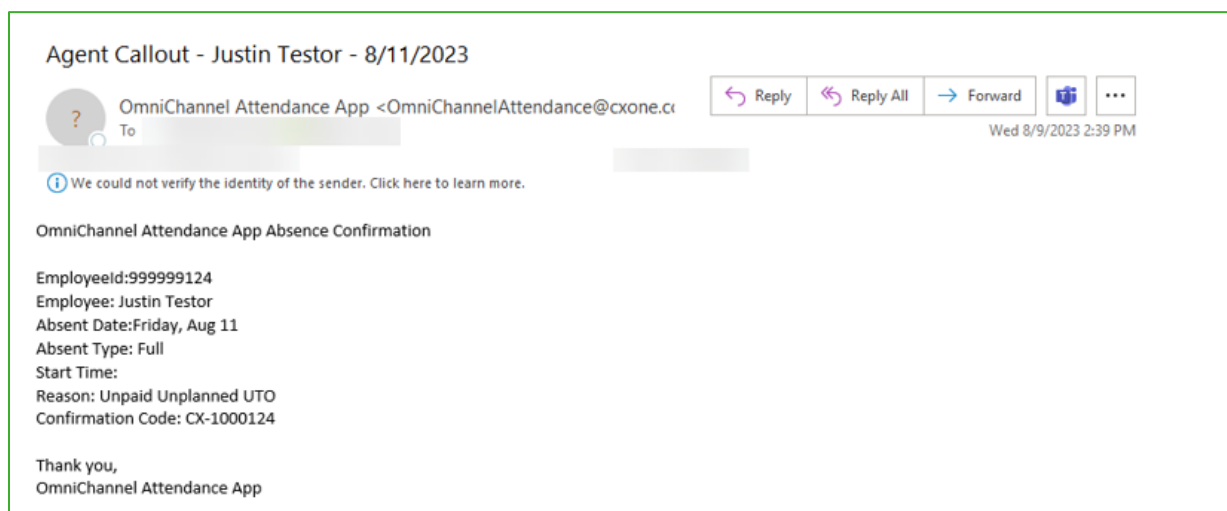 Agent Callout - Justin Testor - 8/11/2023
Reply
Reply All
Forward
?
OmniChannel Attendance App <OmniChannelAttendance@cxone.cc
To
Wed 8/9/2023 2:39 PM
We could not verify the identity of the sender. Click here to learn more.
OmniChannel Attendance App Absence Confirmation
EmployeeId:999999124
Employee: Justin Testor
Absent Date:Friday, Aug 11
Absent Type: Full
Start Time:
Reason: Unpaid Unplanned UTO
Confirmation Code: CX-1000124
Thank you,
OmniChannel Attendance App